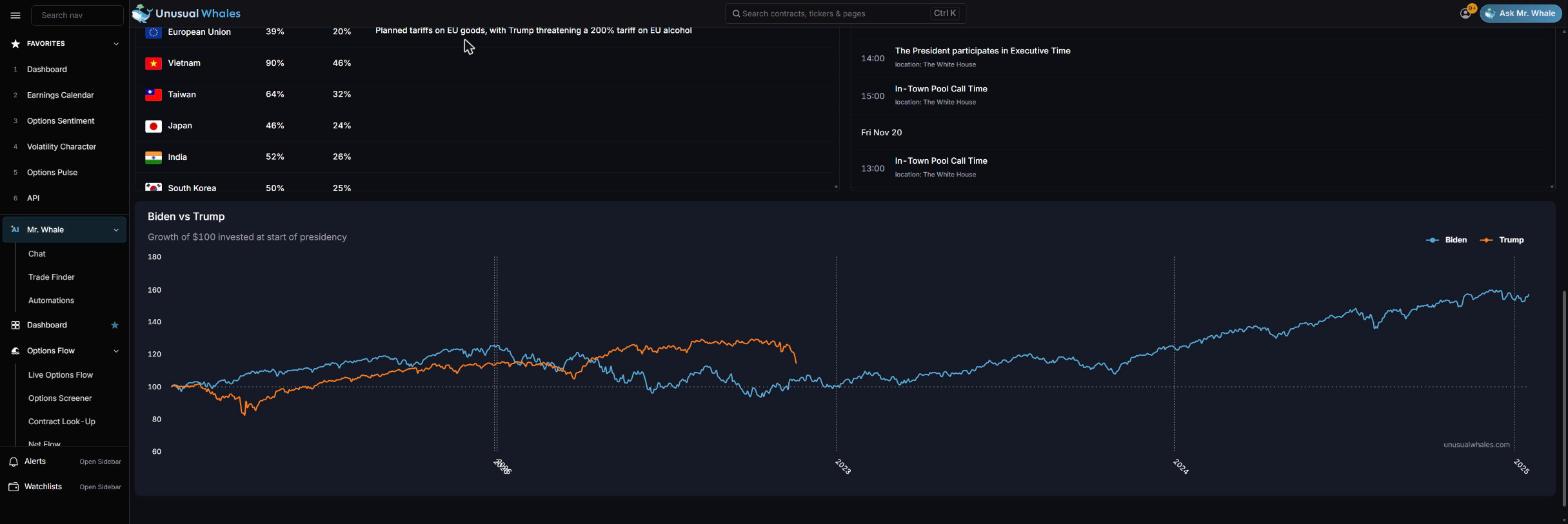 Search nav
Unusual Whales
Search contracts, tickers & pages
Ctrl K
9+
Ask Mr. Whale
FAVORITES
1 Dashboard
2 Earnings Calendar
3 Options Sentiment
4 Volatility Character
5 Options Pulse
6 API
AI Mr. Whale
Chat
Trade Finder
Automations
Dashboard
Options Flow
Live Options Flow
Options Screener
Contract Look-Up
Net Flow
Alerts Open Sidebar
Watchlists Open Sidebar
European Union 39% 20% Planned tariffs on EU goods, with Trump threatening a 200% tariff on EU alcohol
Vietnam 90% 46%
Taiwan 64% 32%
Japan 46% 24%
India 52% 26%
South Korea 50% 25%
14:00 The President participates in Executive Time
location: The White House
15:00 In-Town Pool Call Time
location: The White House
Fri Nov 20
13:00 In-Town Pool Call Time
location: The White House
Biden vs Trump
Growth of $100 invested at start of presidency
Biden Trump
180
160
140
120
100
80
60
unusualwhales.com
2023
2024
2025